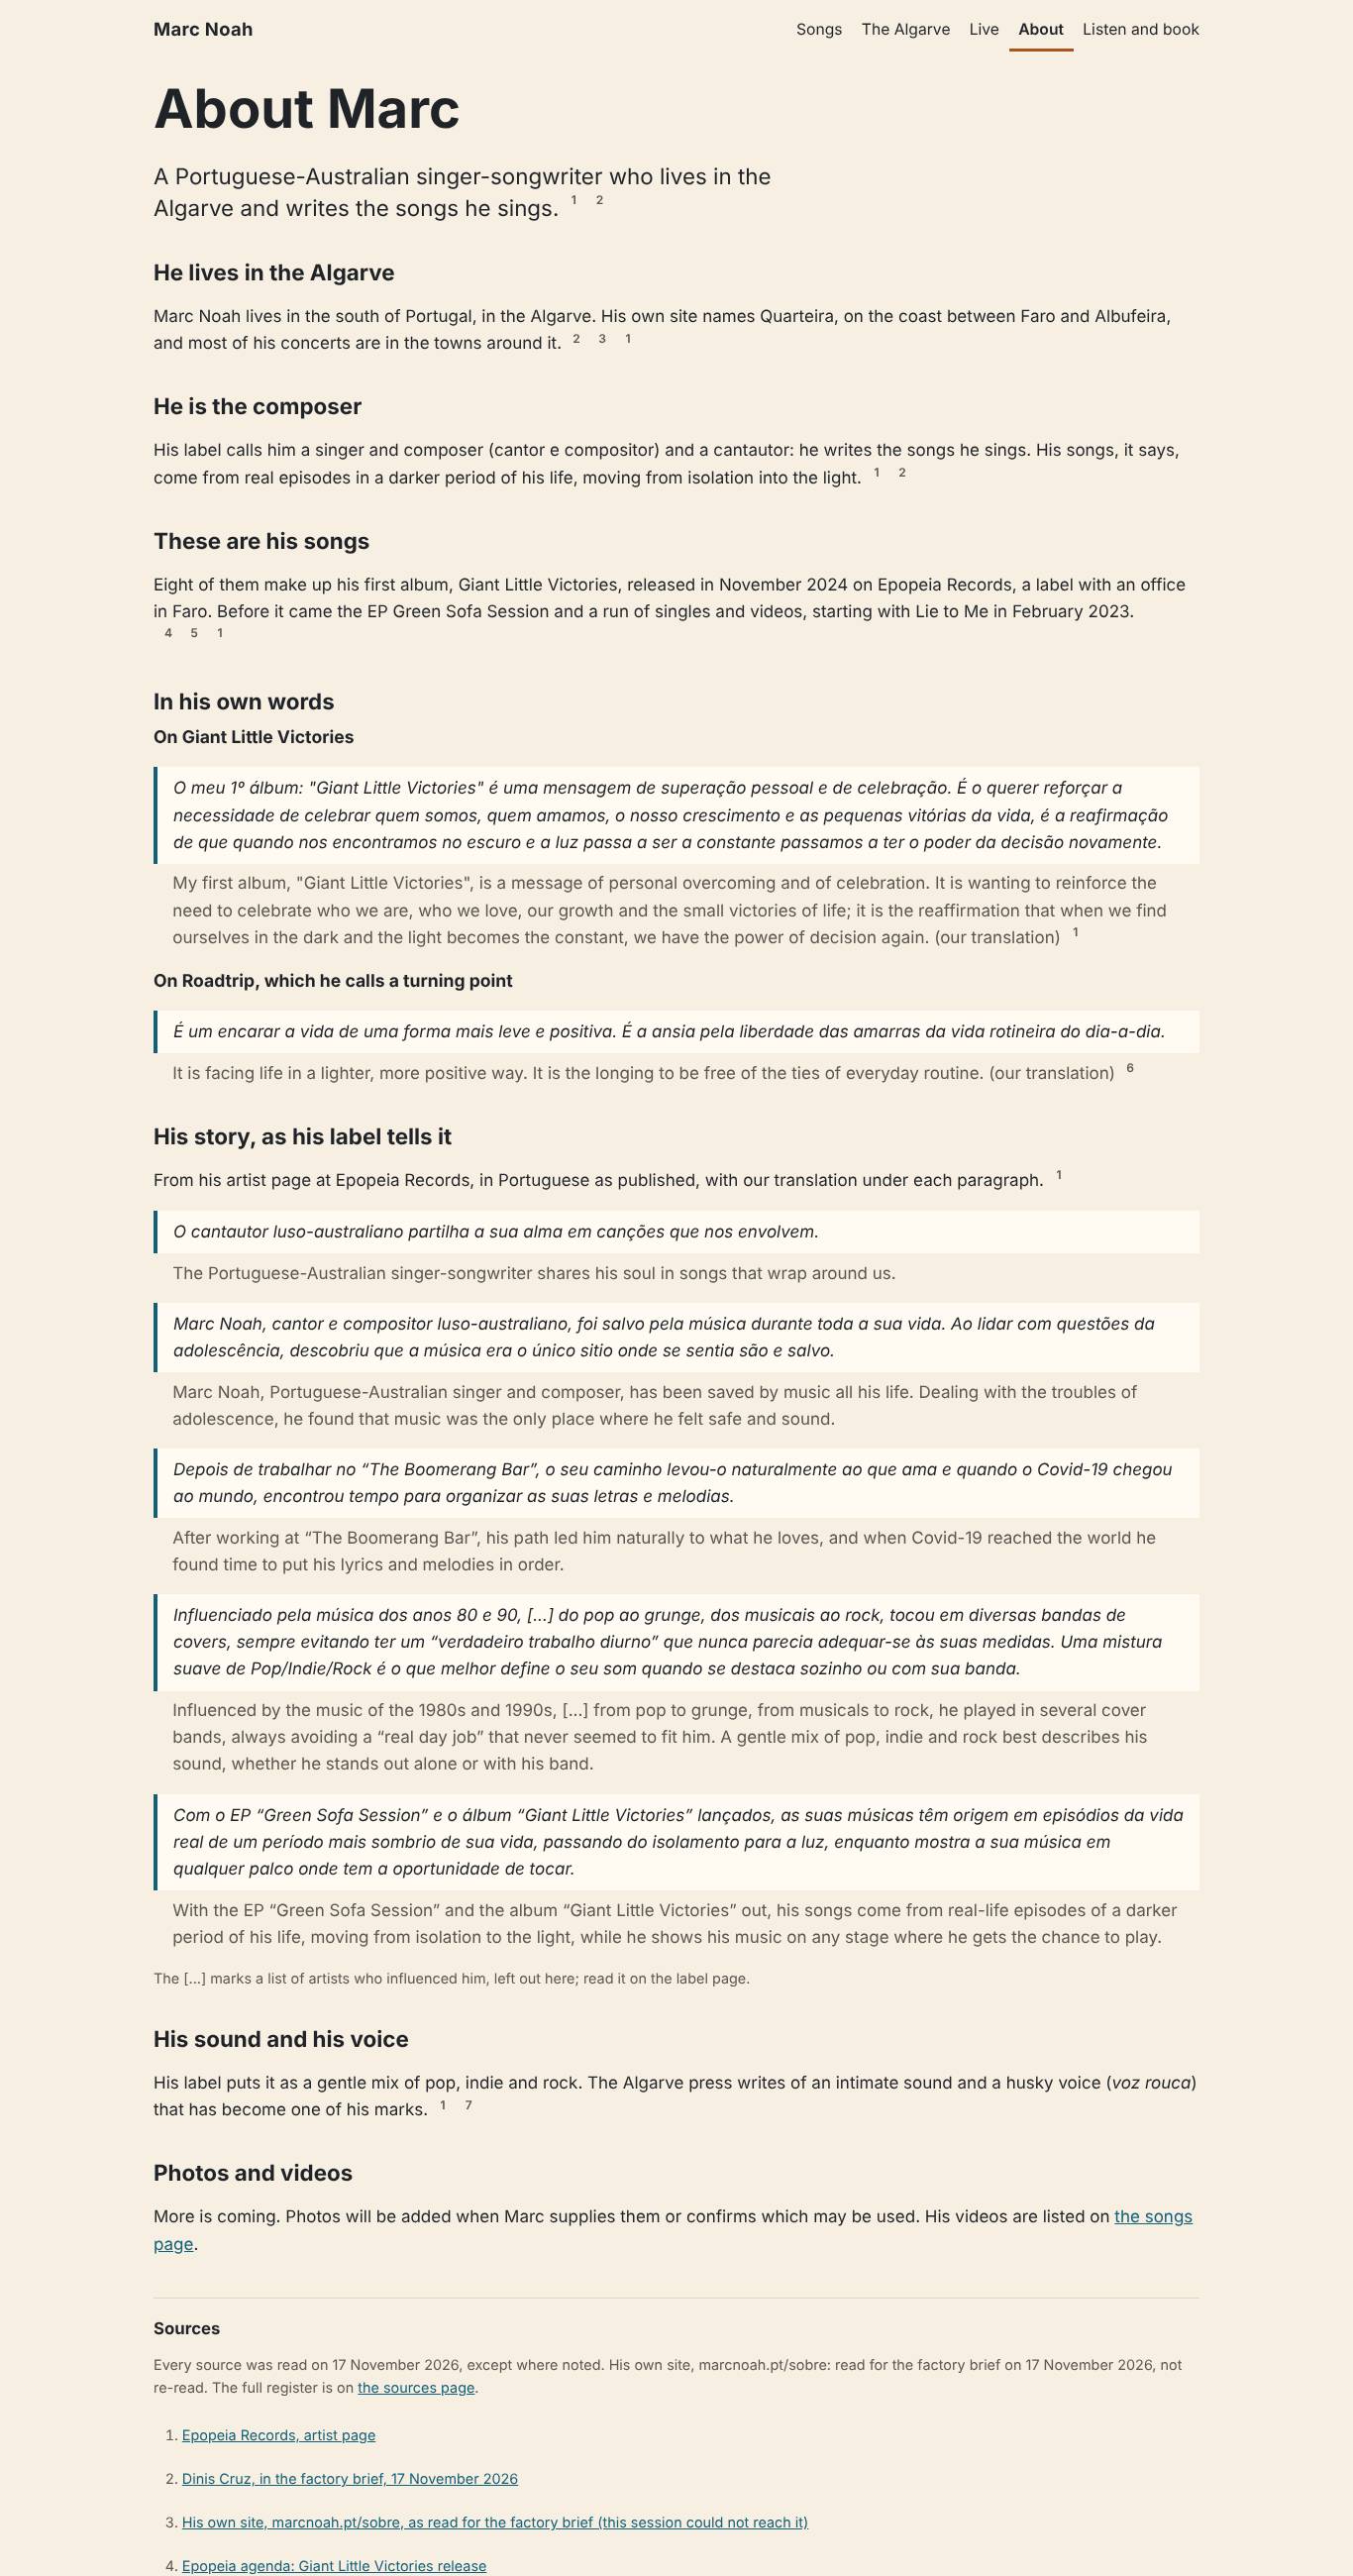 Marc Noah
Songs The Algarve Live About Listen and book
About Marc
A Portuguese-Australian singer-songwriter who lives in the
Algarve and writes the songs he sings. 1 2
He lives in the Algarve
Marc Noah lives in the south of Portugal, in the Algarve. His own site names Quarteira, on the coast between Faro and Albufeira,
and most of his concerts are in the towns around it. 2 3 1
He is the composer
His label calls him a singer and composer (cantor e compositor) and a cantautor: he writes the songs he sings. His songs, it says,
come from real episodes in a darker period of his life, moving from isolation into the light. 1 2
These are his songs
Eight of them make up his first album, Giant Little Victories, released in November 2024 on Epopeia Records, a label with an office
in Faro. Before it came the EP Green Sofa Session and a run of singles and videos, starting with Lie to Me in February 2023.
4 5 1
In his own words
On Giant Little Victories
O meu 1º álbum: "Giant Little Victories" é uma mensagem de superação pessoal e de celebração. É o querer reforçar a
necessidade de celebrar quem somos, quem amamos, o nosso crescimento e as pequenas vitórias da vida, é a reafirmação
de que quando nos encontramos no escuro e a luz passa a ser a constante passamos a ter o poder da decisão novamente.
My first album, "Giant Little Victories", is a message of personal overcoming and of celebration. It is wanting to reinforce the
need to celebrate who we are, who we love, our growth and the small victories of life; it is the reaffirmation that when we find
ourselves in the dark and the light becomes the constant, we have the power of decision again. (our translation) 1
On Roadtrip, which he calls a turning point
É um encarar a vida de uma forma mais leve e positiva. É a ansia pela liberdade das amarras da vida rotineira do dia-a-dia.
It is facing life in a lighter, more positive way. It is the longing to be free of the ties of everyday routine. (our translation) 6
His story, as his label tells it
From his artist page at Epopeia Records, in Portuguese as published, with our translation under each paragraph. 1
O cantautor luso-australiano partilha a sua alma em canções que nos envolvem.
The Portuguese-Australian singer-songwriter shares his soul in songs that wrap around us.
Marc Noah, cantor e compositor luso-australiano, foi salvo pela música durante toda a sua vida. Ao lidar com questões da
adolescência, descobriu que a música era o único sitio onde se sentia são e salvo.
Marc Noah, Portuguese-Australian singer and composer, has been saved by music all his life. Dealing with the troubles of
adolescence, he found that music was the only place where he felt safe and sound.
Depois de trabalhar no “The Boomerang Bar”, o seu caminho levou-o naturalmente ao que ama e quando o Covid-19 chegou
ao mundo, encontrou tempo para organizar as suas letras e melodias.
After working at “The Boomerang Bar”, his path led him naturally to what he loves, and when Covid-19 reached the world he
found time to put his lyrics and melodies in order.
Influenciado pela música dos anos 80 e 90, [...] do pop ao grunge, dos musicais ao rock, tocou em diversas bandas de
covers, sempre evitando ter um “verdadeiro trabalho diurno” que nunca parecia adequar-se às suas medidas. Uma mistura
suave de Pop/Indie/Rock é o que melhor define o seu som quando se destaca sozinho ou com sua banda.
Influenced by the music of the 1980s and 1990s, [...] from pop to grunge, from musicals to rock, he played in several cover
bands, always avoiding a “real day job” that never seemed to fit him. A gentle mix of pop, indie and rock best describes his
sound, whether he stands out alone or with his band.
Com o EP “Green Sofa Session” e o álbum “Giant Little Victories” lançados, as suas músicas têm origem em episódios da vida
real de um período mais sombrio de sua vida, passando do isolamento para a luz, enquanto mostra a sua música em
qualquer palco onde tem a oportunidade de tocar.
With the EP “Green Sofa Session” and the album “Giant Little Victories” out, his songs come from real-life episodes of a darker
period of his life, moving from isolation to the light, while he shows his music on any stage where he gets the chance to play.
The [...] marks a list of artists who influenced him, left out here; read it on the label page.
His sound and his voice
His label puts it as a gentle mix of pop, indie and rock. The Algarve press writes of an intimate sound and a husky voice (voz rouca)
that has become one of his marks. 1 7
Photos and videos
More is coming. Photos will be added when Marc supplies them or confirms which may be used. His videos are listed on the songs
page.
Sources
Every source was read on 17 November 2026, except where noted. His own site, marcnoah.pt/sobre: read for the factory brief on 17 November 2026, not
re-read. The full register is on the sources page.
1. Epopeia Records, artist page
2. Dinis Cruz, in the factory brief, 17 November 2026
3. His own site, marcnoah.pt/sobre, as read for the factory brief (this session could not reach it)
4. Epopeia agenda: Giant Little Victories release